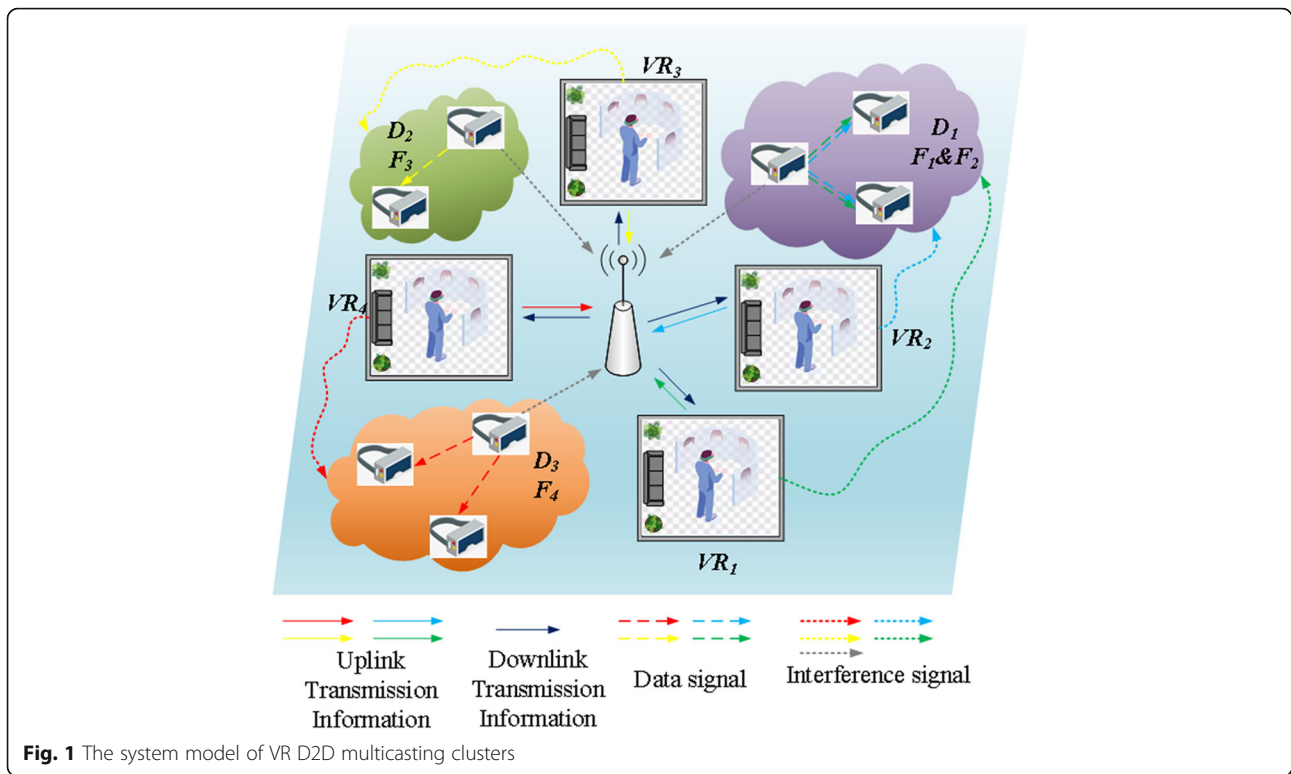 VR3
D2
F3
D1
F1&F2
VR4
VR2
D3
F4
VR1
Uplink
Transmission
Information
Downlink
Transmission
Information
Data signal
Interference signal
Fig. 1 The system model of VR D2D multicasting clusters